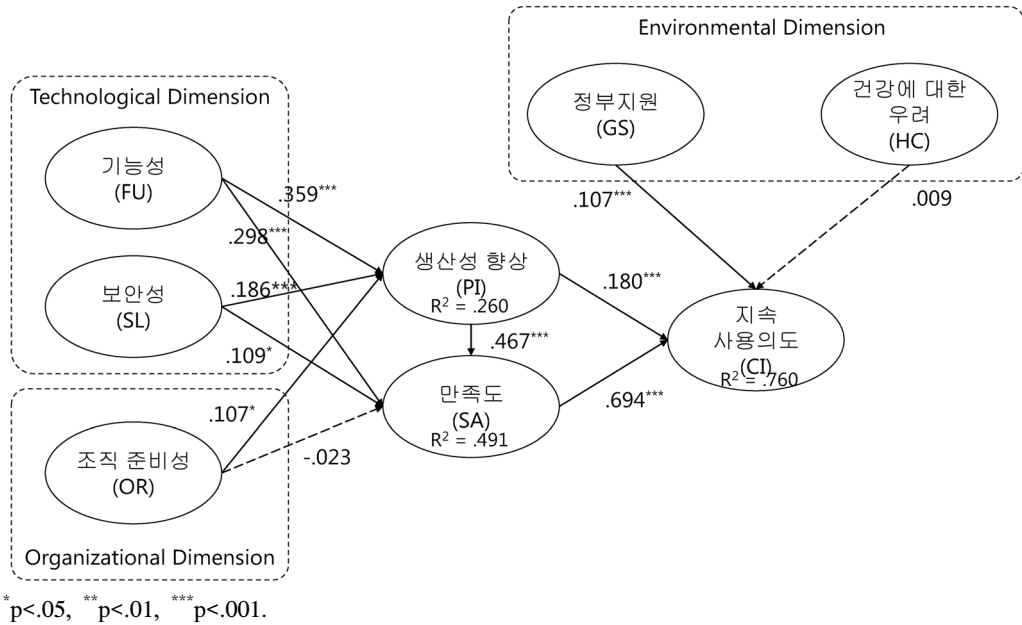 Environmental Dimension
정부지원
(GS)
건강에 대한
우려
(HC)
Technological Dimension
기능성
(FU)
보안성
(SL)
.359***
.298***
.186***
.109*
.107***
.009
생산성 향상
(PI)
R² = .260
.180***
.467***
지속
사용의도
(CI)
R² = .760
만족도
(SA)
R² = .491
.694***
.107*
-.023
조직 준비성
(OR)
Organizational Dimension
*p<.05, **p<.01, ***p<.001.